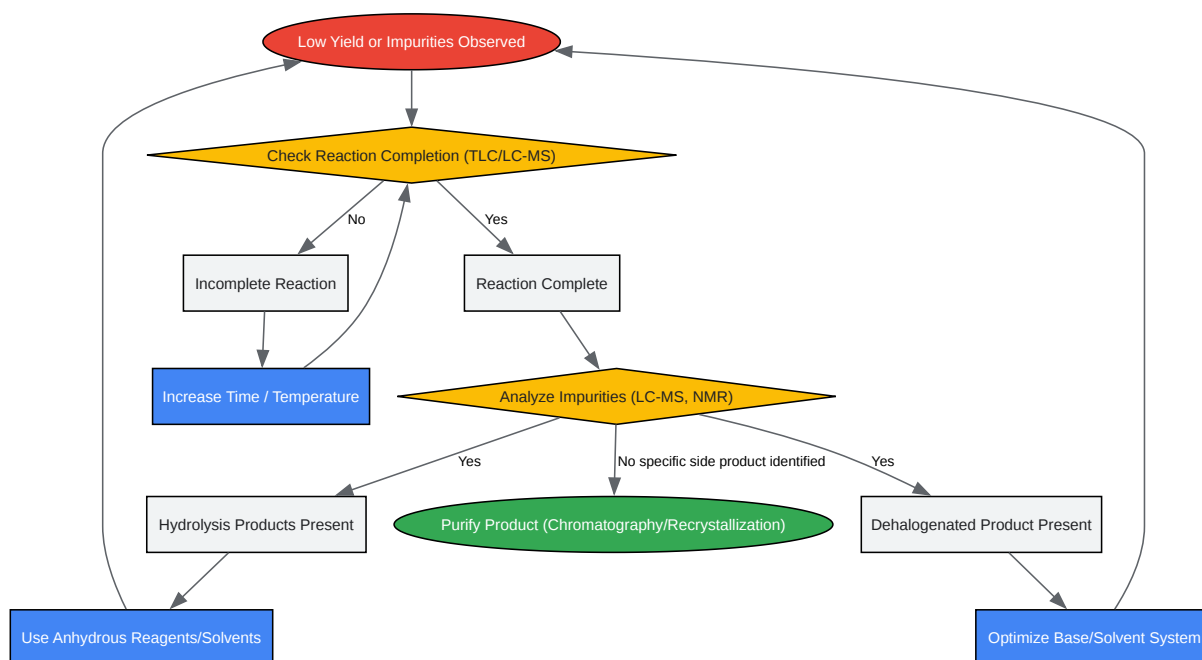 Low Yield or Impurities Observed
Check Reaction Completion (TLC/LC-MS)
No
Yes
Incomplete Reaction
Reaction Complete
Increase Time / Temperature
Analyze Impurities (LC-MS, NMR)
Yes
No specific side product identified
Yes
Hydrolysis Products Present
Purify Product (Chromatography/Recrystallization)
Dehalogenated Product Present
Use Anhydrous Reagents/Solvents
Optimize Base/Solvent System